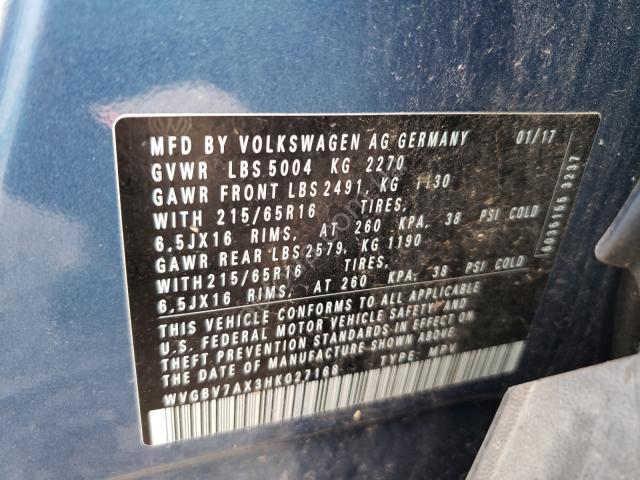 MFD BY VOLKSWAGEN AG GERMANY 01/17
GVWR LBS 5004 KG 2270
GAWR FRONT LBS 2491, KG 1130
WITH 215/65R16 TIRES,
6.5JX16 RIMS, AT 260 KPA, 38 PSI COLD
GAWR REAR LBS 2579, KG 1190
WITH 215/65R16 TIRES,
6.5JX16 RIMS, AT 260 KPA, 38 PSI COLD
THIS VEHICLE CONFORMS TO ALL APPLICABLE
U.S. FEDERAL MOTOR VEHICLE SAFETY AND
THEFT PREVENTION STANDARDS IN EFFECT ON
THE DATE OF MANUFACTURE SHOWN ABOVE
WVGBV7AX3HK027168 TYPE: MPV